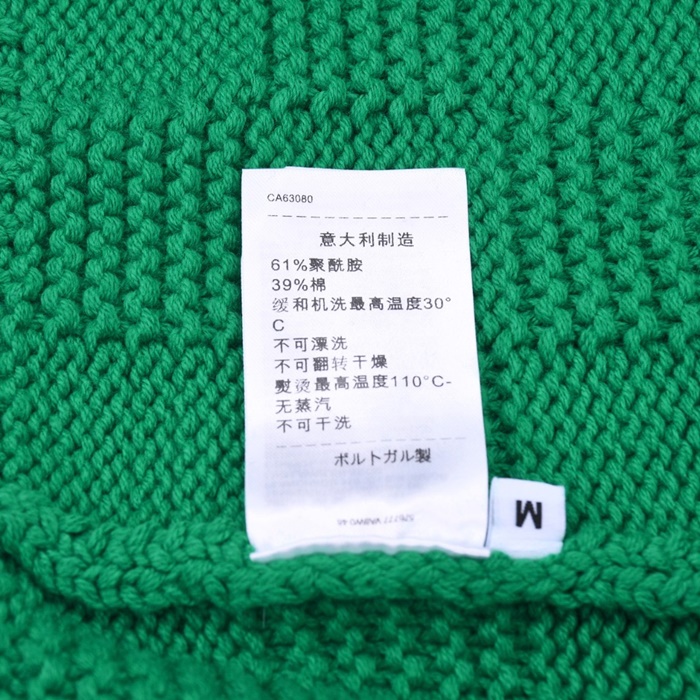 CA63080
意大利制造
61%聚酰胺
39%棉
缓和机洗最高温度30°
C
不可漂洗
不可翻转干燥
熨烫最高温度110°C-
无蒸汽
不可干洗
ポルトガル製
M